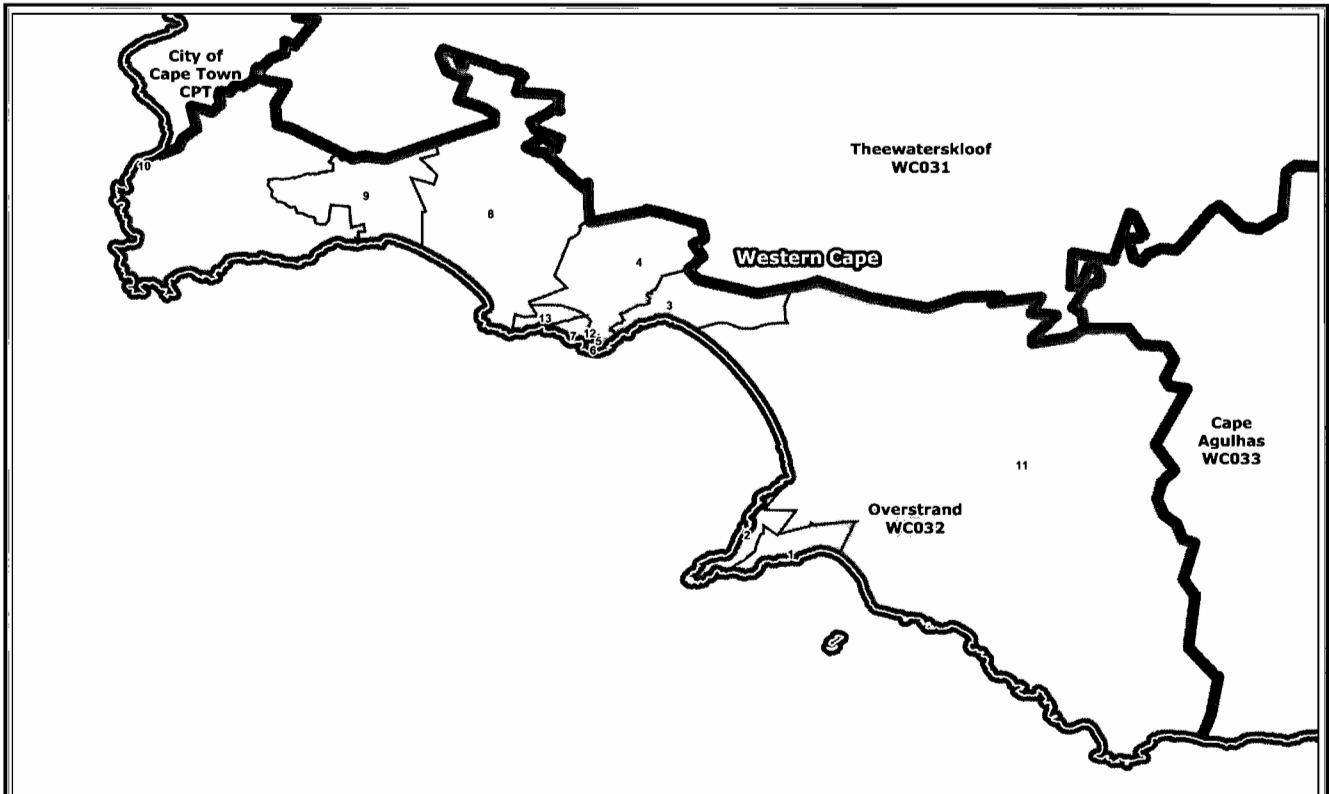 City of
Cape Town
CPT
Theewaterskloof
WC031
10
9
8
4
Western Cape
3
13
12
7
5
6
Cape
Agulhas
WC033
11
Overstrand
WC032
2
1